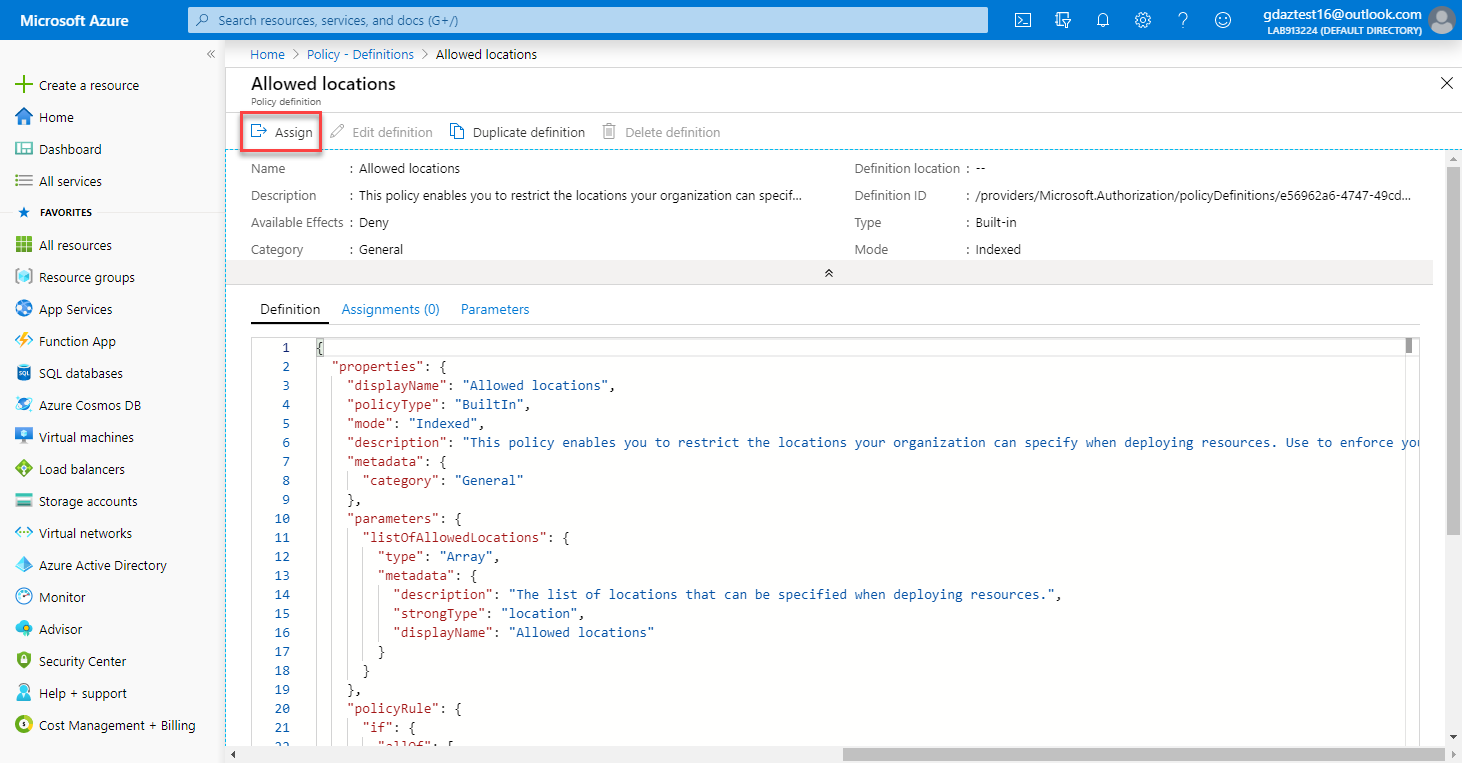 Microsoft Azure
Search resources, services, and docs (G+/)
gdaztest16@outlook.com
LAB913224 (DEFAULT DIRECTORY)
«
Create a resource
Home
Dashboard
All services
FAVORITES
All resources
Resource groups
App Services
Function App
SQL databases
Azure Cosmos DB
Virtual machines
Load balancers
Storage accounts
Virtual networks
Azure Active Directory
Monitor
Advisor
Security Center
Help + support
Cost Management + Billing
Home > Policy - Definitions > Allowed locations
Allowed locations
Policy definition
Assign Edit definition Duplicate definition Delete definition
Name : Allowed locations
Description : This policy enables you to restrict the locations your organization can specif...
Available Effects : Deny
Category : General
Definition location : --
Definition ID : /providers/Microsoft.Authorization/policyDefinitions/e56962a6-4747-49cd...
Type : Built-in
Mode : Indexed
Definition Assignments (0) Parameters
1 {
2 "properties": {
3 "displayName": "Allowed locations",
4 "policyType": "BuiltIn",
5 "mode": "Indexed",
6 "description": "This policy enables you to restrict the locations your organization can specify when deploying resources. Use to enforce you
7 "metadata": {
8 "category": "General"
9 },
10 "parameters": {
11 "listOfAllowedLocations": {
12 "type": "Array",
13 "metadata": {
14 "description": "The list of locations that can be specified when deploying resources.",
15 "strongType": "location",
16 "displayName": "Allowed locations"
17 }
18 }
19 },
20 "policyRule": {
21 "if": {
22 "allOf": [